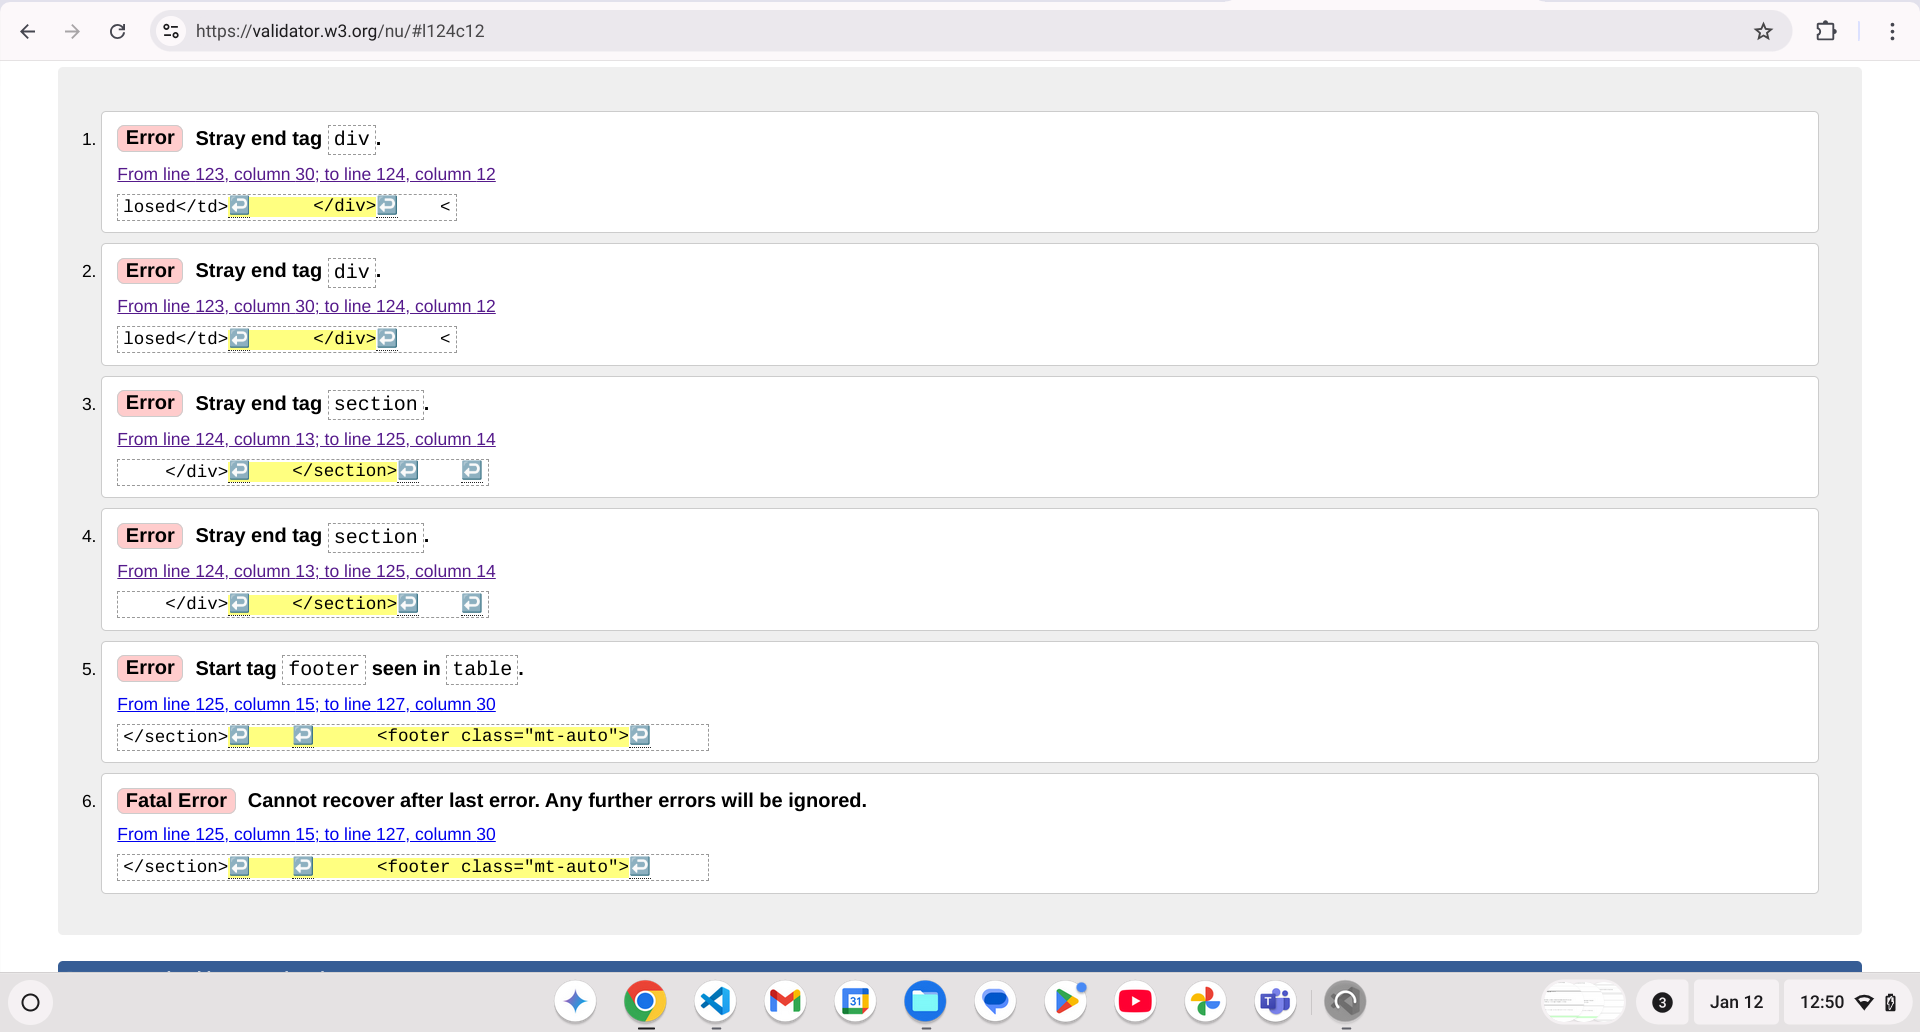 https://validator.w3.org/nu/#l124c12
1. Error Stray end tag div.
From line 123, column 30; to line 124, column 12
losed</td>↩      </div>↩    <
2. Error Stray end tag div.
From line 123, column 30; to line 124, column 12
losed</td>↩      </div>↩    <
3. Error Stray end tag section.
From line 124, column 13; to line 125, column 14
    </div>↩    </section>↩    ↩
4. Error Stray end tag section.
From line 124, column 13; to line 125, column 14
    </div>↩    </section>↩    ↩
5. Error Start tag footer seen in table.
From line 125, column 15; to line 127, column 30
</section>↩    ↩      <footer class="mt-auto">↩
6. Fatal Error Cannot recover after last error. Any further errors will be ignored.
From line 125, column 15; to line 127, column 30
</section>↩    ↩      <footer class="mt-auto">↩
31
3
Jan 12
12:50